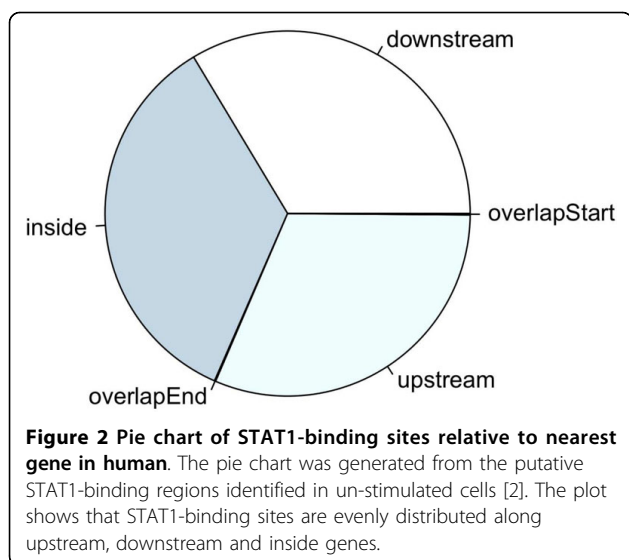 downstream
overlapStart
inside
overlapEnd
upstream
Figure 2 Pie chart of STAT1-binding sites relative to nearest
gene in human. The pie chart was generated from the putative
STAT1-binding regions identified in un-stimulated cells [2]. The plot
shows that STAT1-binding sites are evenly distributed along
upstream, downstream and inside genes.